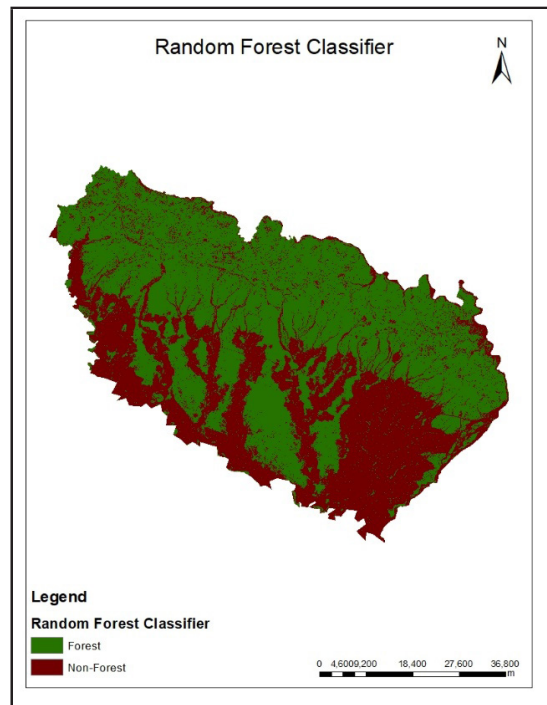 Random Forest Classifier
N
Legend
Random Forest Classifier
Forest
Non-Forest
0 4,6009,200 18,400 27,600 36,800
m